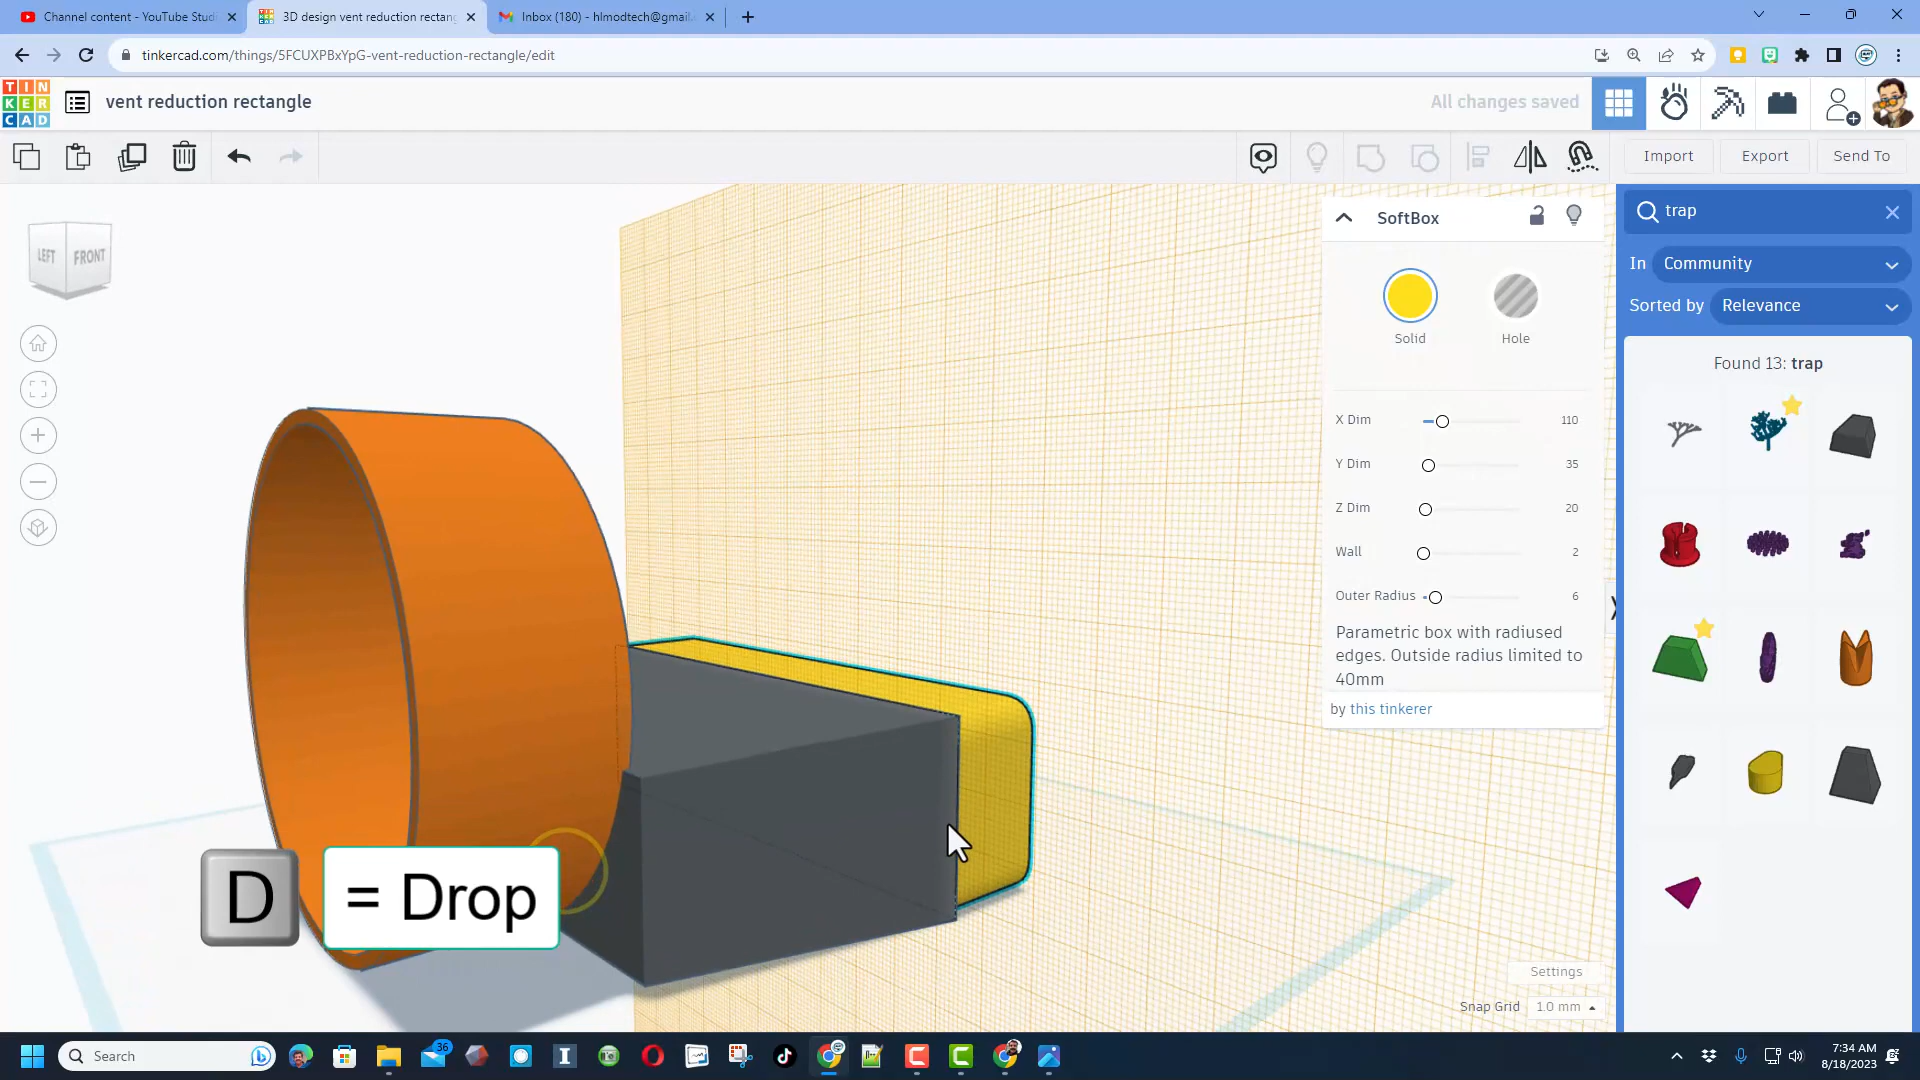 Channel content - YouTube Studi
3D design vent reduction rectang
Inbox (180) - hlmodtech@gmail.
tinkercad.com/things/5FCUXPBxYpG-vent-reduction-rectangle/edit
TIN
KER
CAD
vent reduction rectangle
All changes saved
Import
Export
Send To
LEFT
FRONT
SoftBox
Solid
Hole
X Dim 110
Y Dim 35
Z Dim 20
Wall 2
Outer Radius 6
Parametric box with radiused
edges. Outside radius limited to
40mm
by this tinkerer
trap
In Community
Sorted by Relevance
Found 13: trap
D = Drop
Settings
Snap Grid 1.0 mm
Search
36
7:34 AM
8/18/2023